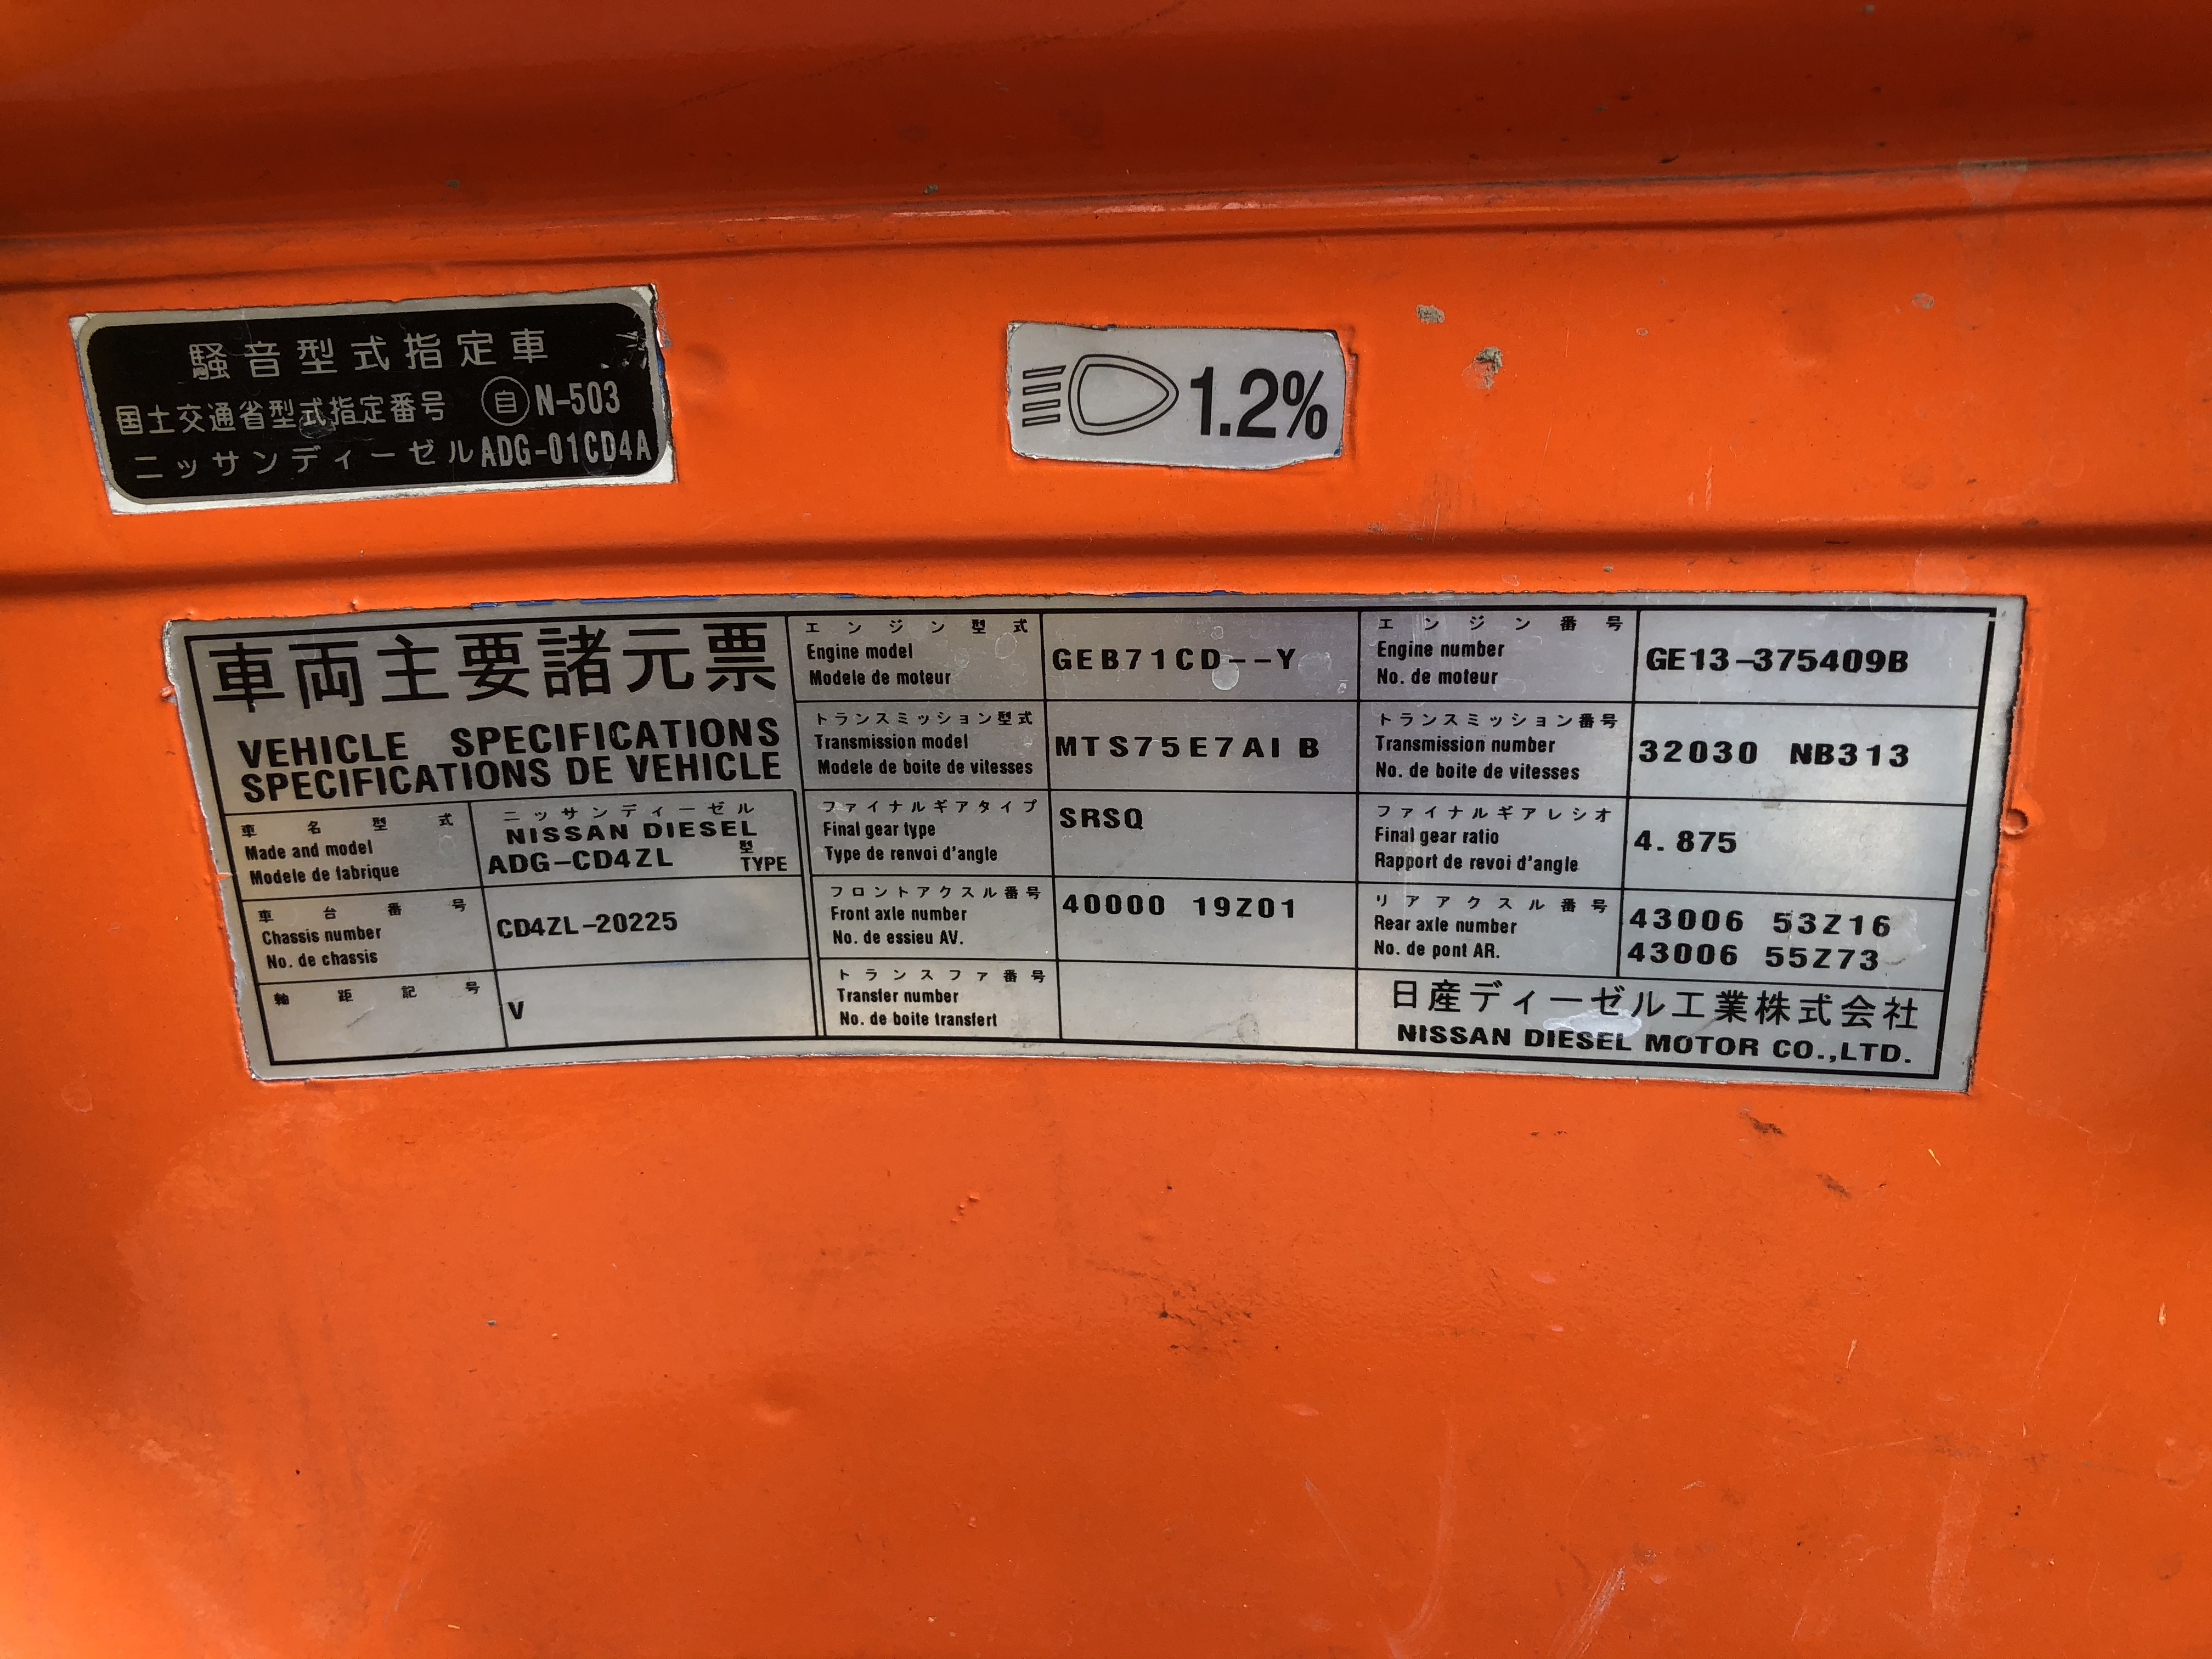 騒音型式指定車
国土交通省型式指定番号 自 N-503
ニッサンディーゼル ADG-01CD4A
1.2%
車両主要諸元票
VEHICLE SPECIFICATIONS
SPECIFICATIONS DE VEHICLE
車名型式
Made and model
Modele de fabrique
ニッサンディーゼル
NISSAN DIESEL
ADG-CD4ZL 型 TYPE
車台番号
Chassis number
No. de chassis
CD4ZL-20225
軸距記号
V
エンジン型式
Engine model
Modele de moteur
GEB71CD--Y
エンジン番号
Engine number
No. de moteur
GE13-375409B
トランスミッション型式
Transmission model
Modele de boite de vitesses
MTS75E7AI B
トランスミッション番号
Transmission number
No. de boite de vitesses
32030 NB313
ファイナルギアタイプ
Final gear type
Type de renvoi d'angle
SRSQ
ファイナルギアレシオ
Final gear ratio
Rapport de revoi d'angle
4.875
フロントアクスル番号
Front axle number
No. de essieu AV.
40000 19Z01
リアアクスル番号
Rear axle number
No. de pont AR.
43006 53Z16
43006 55Z73
トランスファ番号
Transfer number
No. de boite transfert
日産ディーゼル工業株式会社
NISSAN DIESEL MOTOR CO.,LTD.